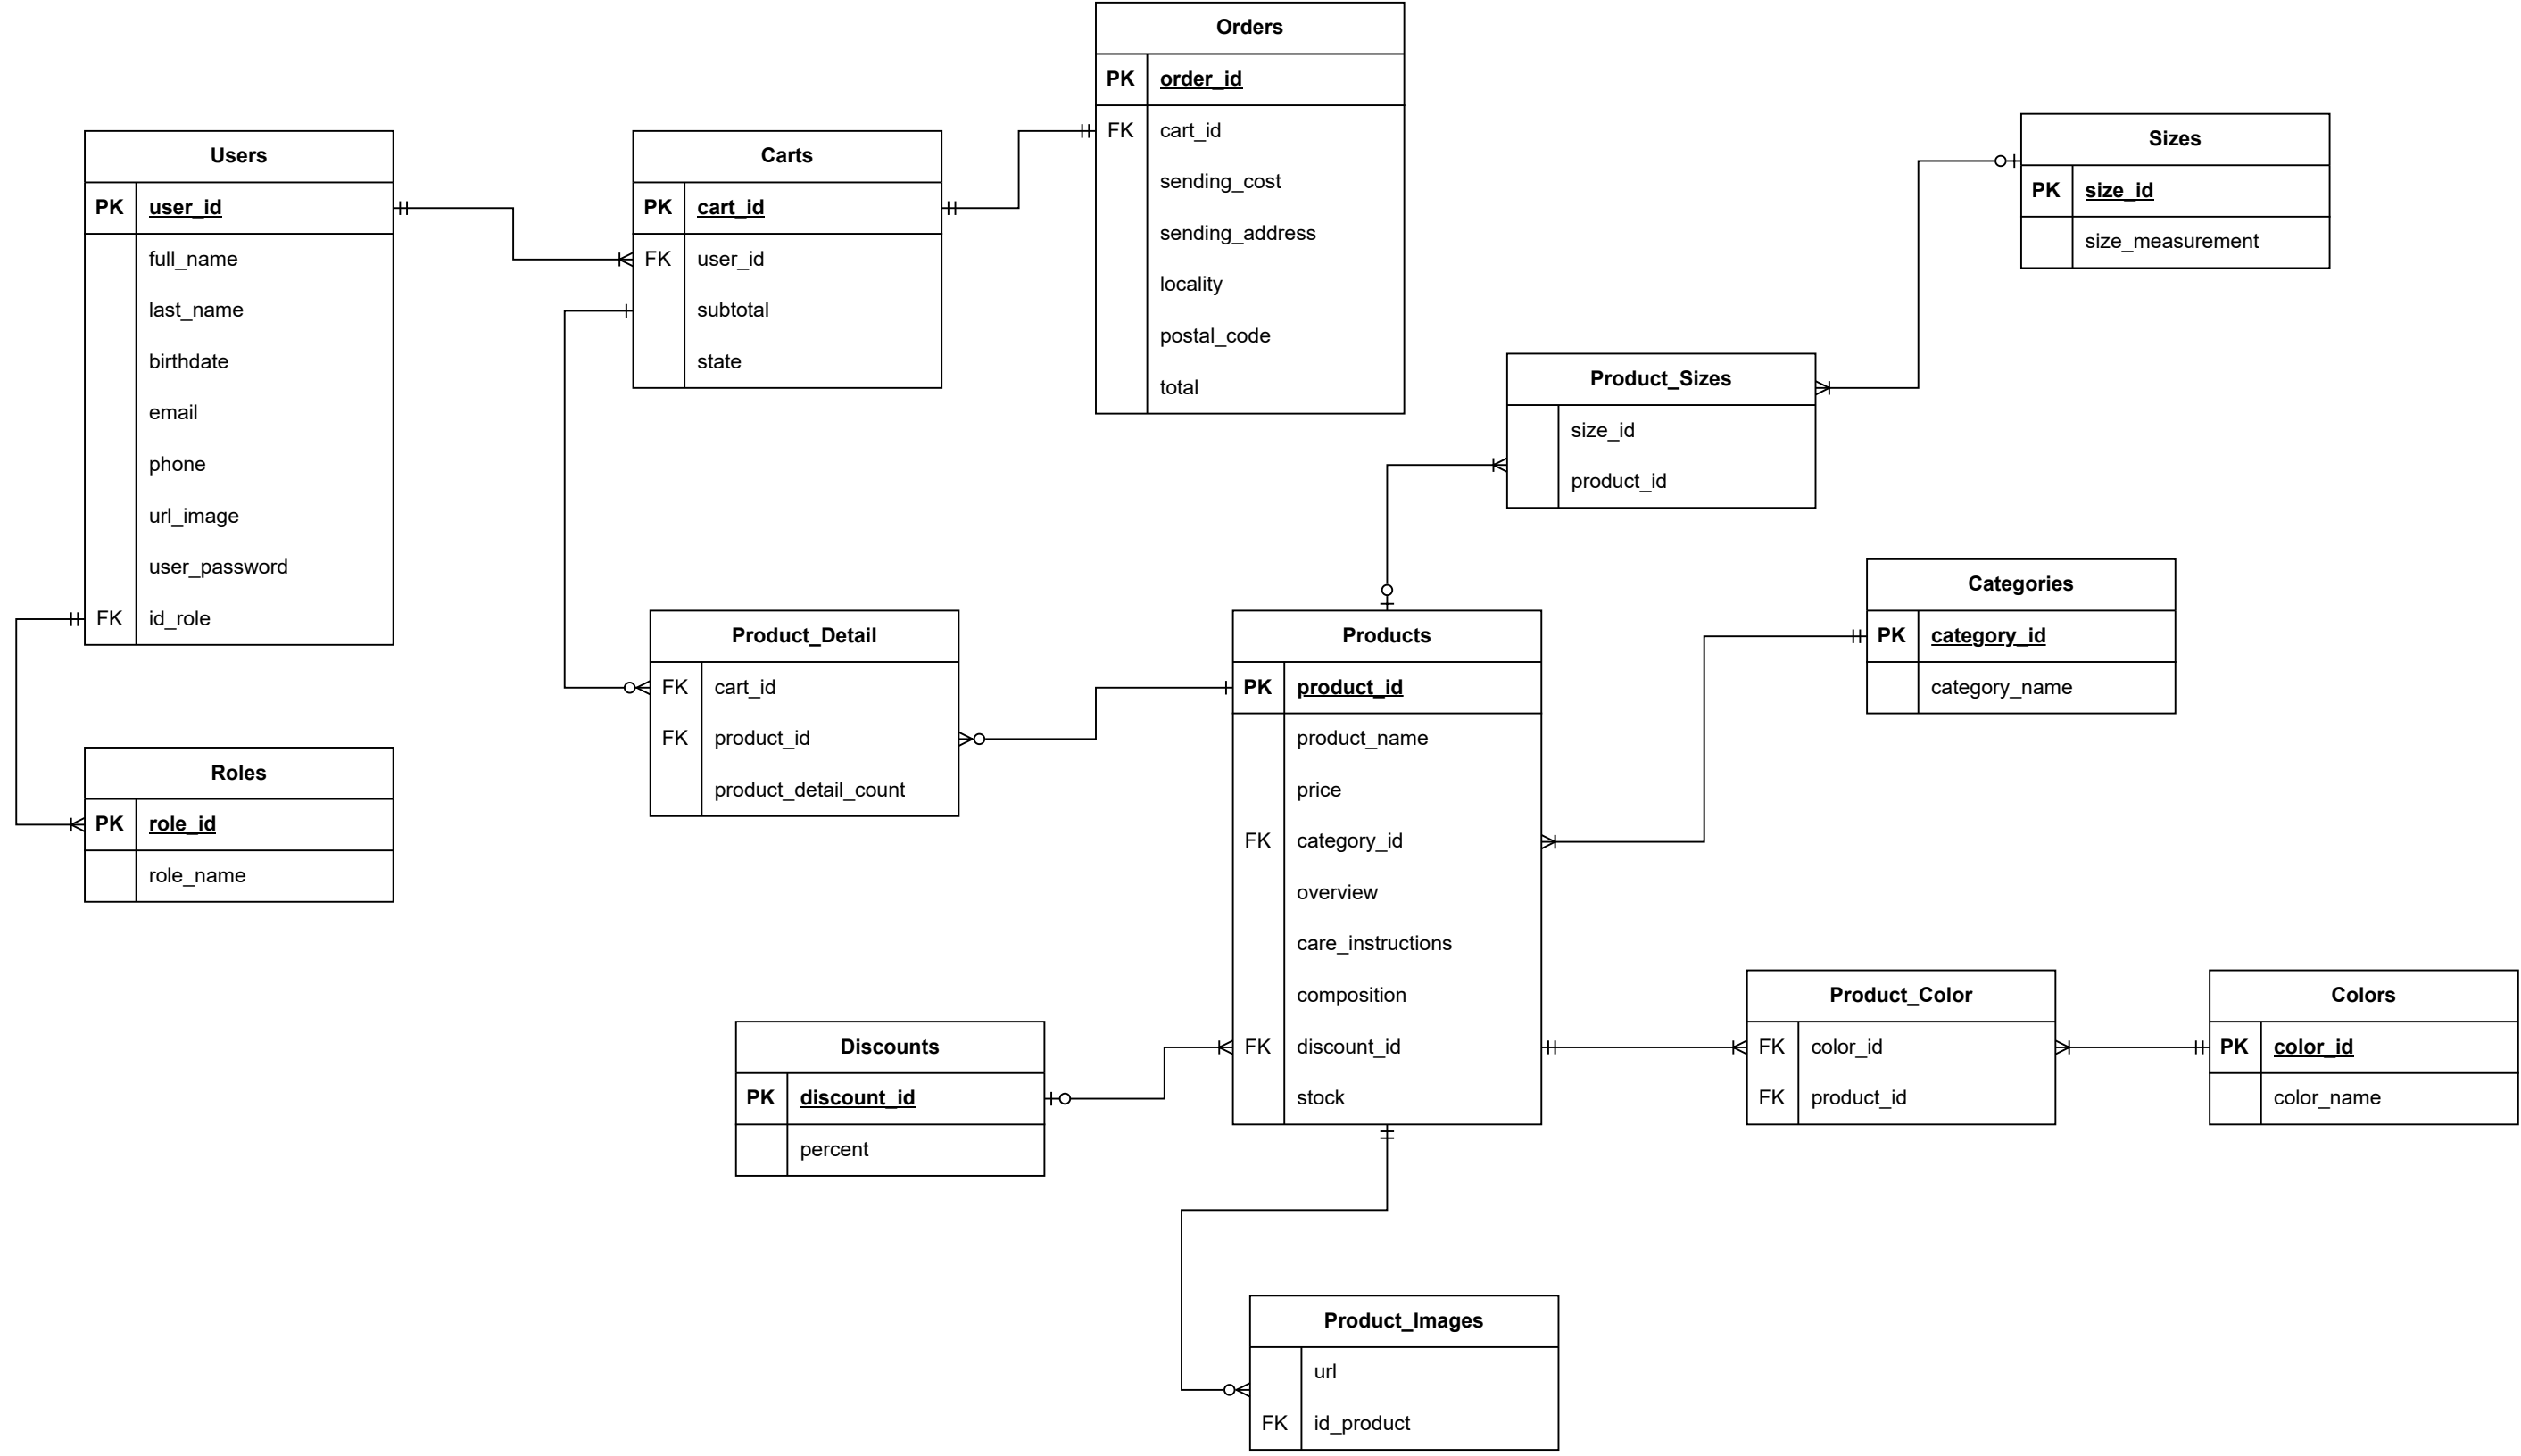 Orders
PK order_id
FK cart_id
sending_cost
sending_address
locality
postal_code
total
Users
PK user_id
full_name
last_name
birthdate
email
phone
url_image
user_password
FK id_role
Carts
PK cart_id
FK user_id
subtotal
state
Sizes
PK size_id
size_measurement
Product_Sizes
size_id
product_id
Categories
PK category_id
category_name
Product_Detail
FK cart_id
FK product_id
product_detail_count
Products
PK product_id
product_name
price
FK category_id
overview
care_instructions
composition
FK discount_id
stock
Roles
PK role_id
role_name
Product_Color
FK color_id
FK product_id
Colors
PK color_id
color_name
Discounts
PK discount_id
percent
Product_Images
url
FK id_product